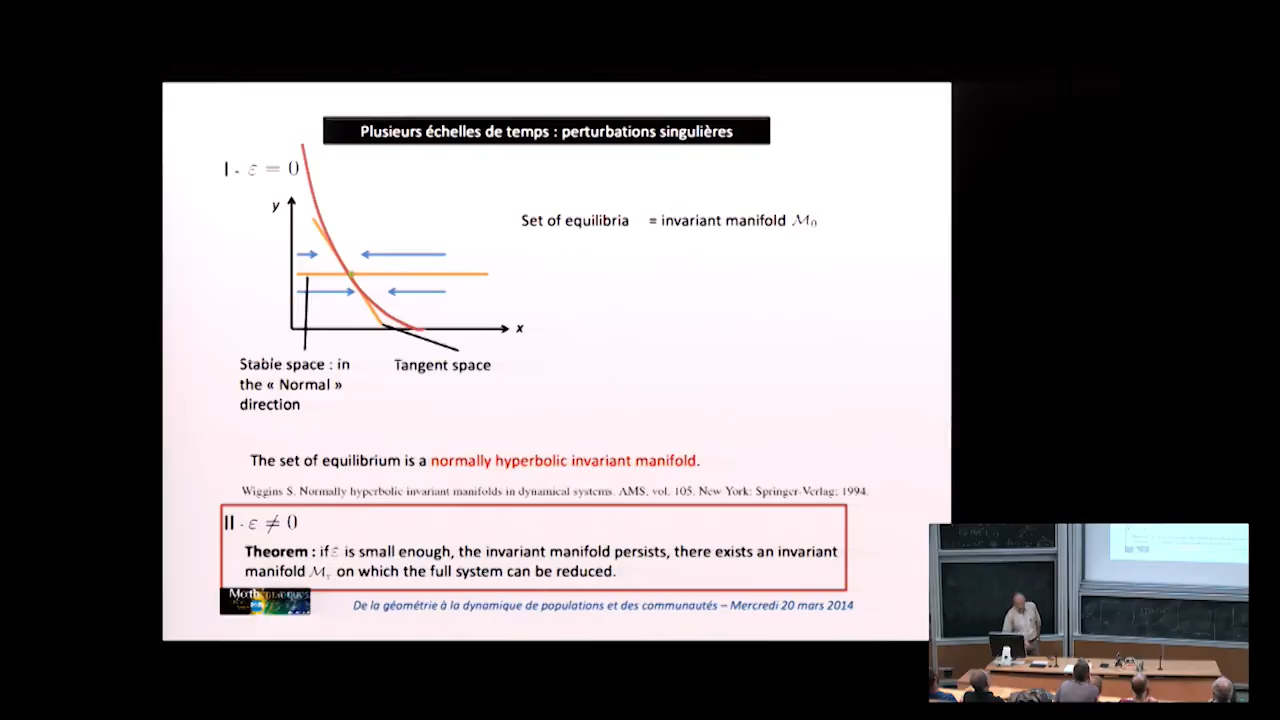 Plusieurs échelles de temps : perturbations singulières
I - ε = 0
y
Set of equilibria = invariant manifold M₀
x
Stable space : in
the « Normal »
direction
Tangent space
The set of equilibrium is a normally hyperbolic invariant manifold.
Wiggins S. Normally hyperbolic invariant manifolds in dynamical systems. AMS, vol. 105. New York: Springer-Verlag; 1994.
II - ε ≠ 0
Theorem : if ε is small enough, the invariant manifold persists, there exists an invariant
manifold Mε on which the full system can be reduced.
De la géométrie à la dynamique de populations et des communautés – Mercredi 20 mars 2014